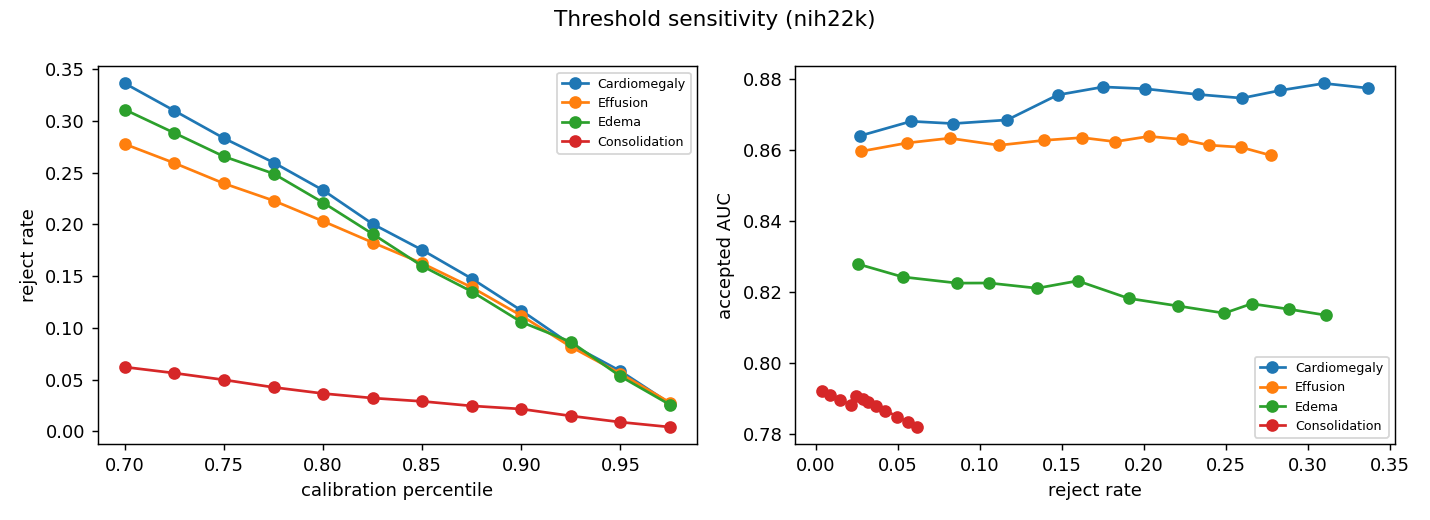 Threshold sensitivity (nih22k)
0.35
0.30
0.25
0.20
0.15
0.10
0.05
0.00
reject rate
0.70 0.75 0.80 0.85 0.90 0.95
calibration percentile
Cardiomegaly
Effusion
Edema
Consolidation
0.88
0.86
0.84
0.82
0.80
0.78
accepted AUC
0.00 0.05 0.10 0.15 0.20 0.25 0.30 0.35
reject rate
Cardiomegaly
Effusion
Edema
Consolidation